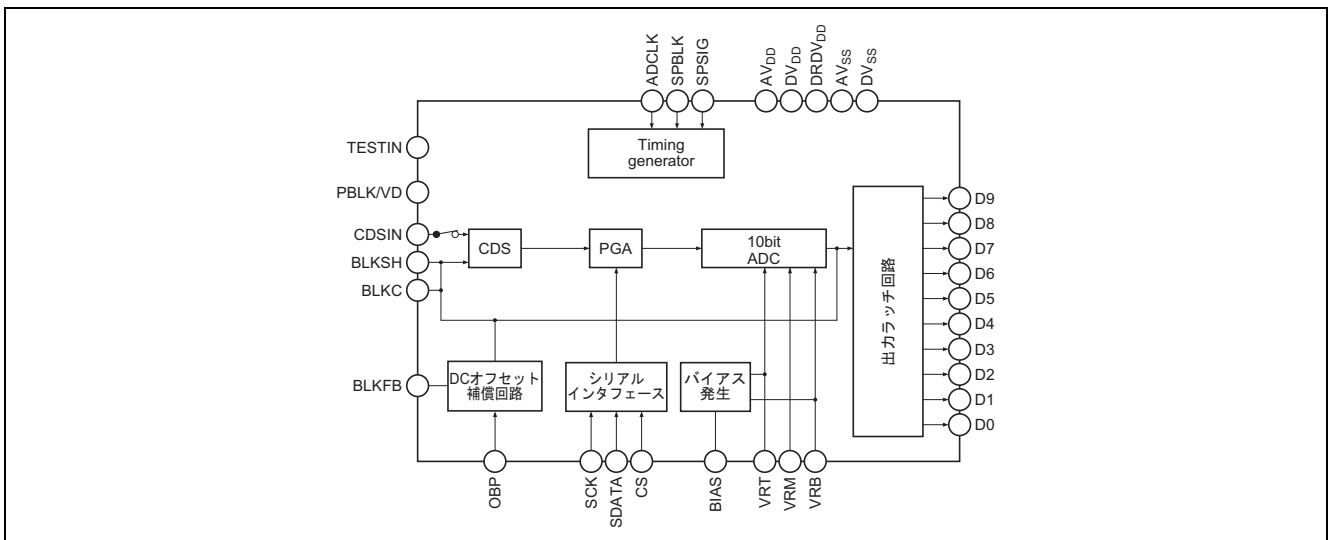 ADCLK
SPBLK
SPSIG
AVDD
DVDD
DRDVDD
AVSS
DVSS
Timing
generator
TESTIN
PBLK/VD
CDSIN
BLKSH
BLKC
BLKFB
CDS
PGA
10bit
ADC
DCオフセット
補償回路
シリアル
インタフェース
バイアス
発生
出力ラッチ回路
D9
D8
D7
D6
D5
D4
D3
D2
D1
D0
OBP
SCK
SDATA
CS
BIAS
VRT
VRM
VRB